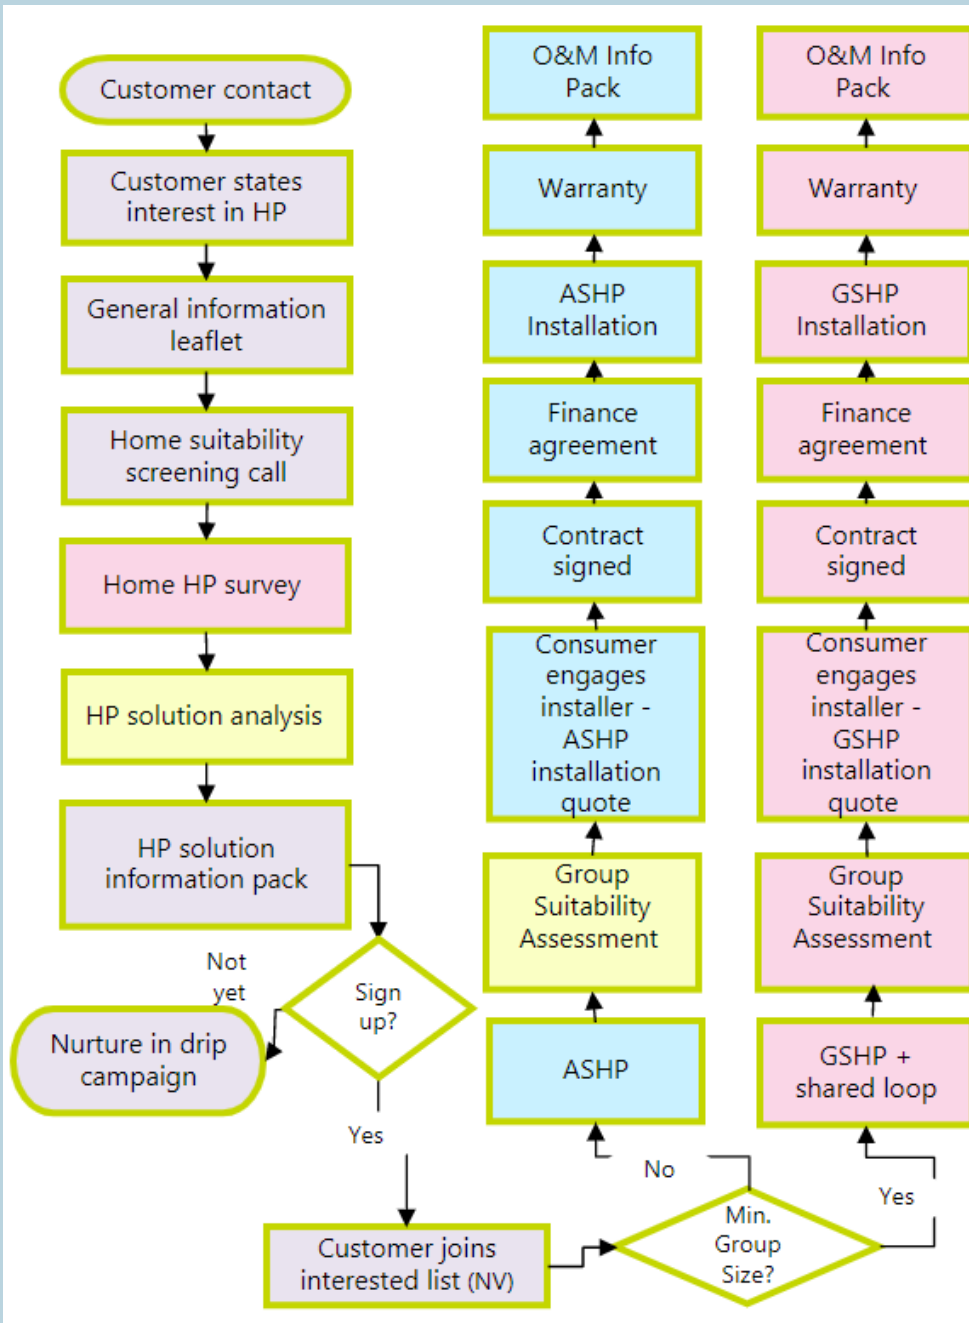 Customer contact
Customer states
interest in HP
General information
leaflet
Home suitability
screening call
Home HP survey
HP solution analysis
HP solution
information pack
Sign
up?
Not
yet
Nurture in drip
campaign
Yes
Customer joins
interested list (NV)
Min.
Group
Size?
No
Yes
ASHP
Group
Suitability
Assessment
Consumer
engages
installer -
ASHP
installation
quote
Contract
signed
Finance
agreement
ASHP
Installation
Warranty
O&M Info
Pack
GSHP +
shared loop
Group
Suitability
Assessment
Consumer
engages
installer -
GSHP
installation
quote
Contract
signed
Finance
agreement
GSHP
Installation
Warranty
O&M Info
Pack